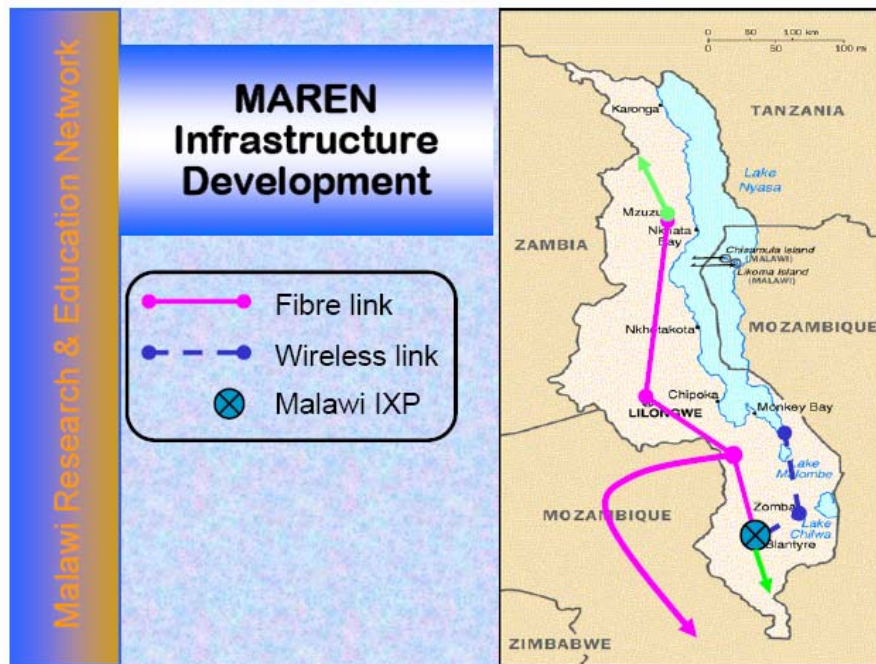 Malawi Research & Education Network
MAREN
Infrastructure
Development
Fibre link
Wireless link
Malawi IXP
0 50 100 km
0 50 100 mi
Karonga
TANZANIA
Lake
Nyasa
Mzuzu
Nkhata
Bay
ZAMBIA
Chisamula Island
(MALAWI)
Likoma Island
(MALAWI)
Nkhotakota
MOZAMBIQUE
Chipoka
LILONGWE
Monkey Bay
Lake
Malombe
MOZAMBIQUE
Zomba
Lake
Chilwa
Blantyre
ZIMBABWE